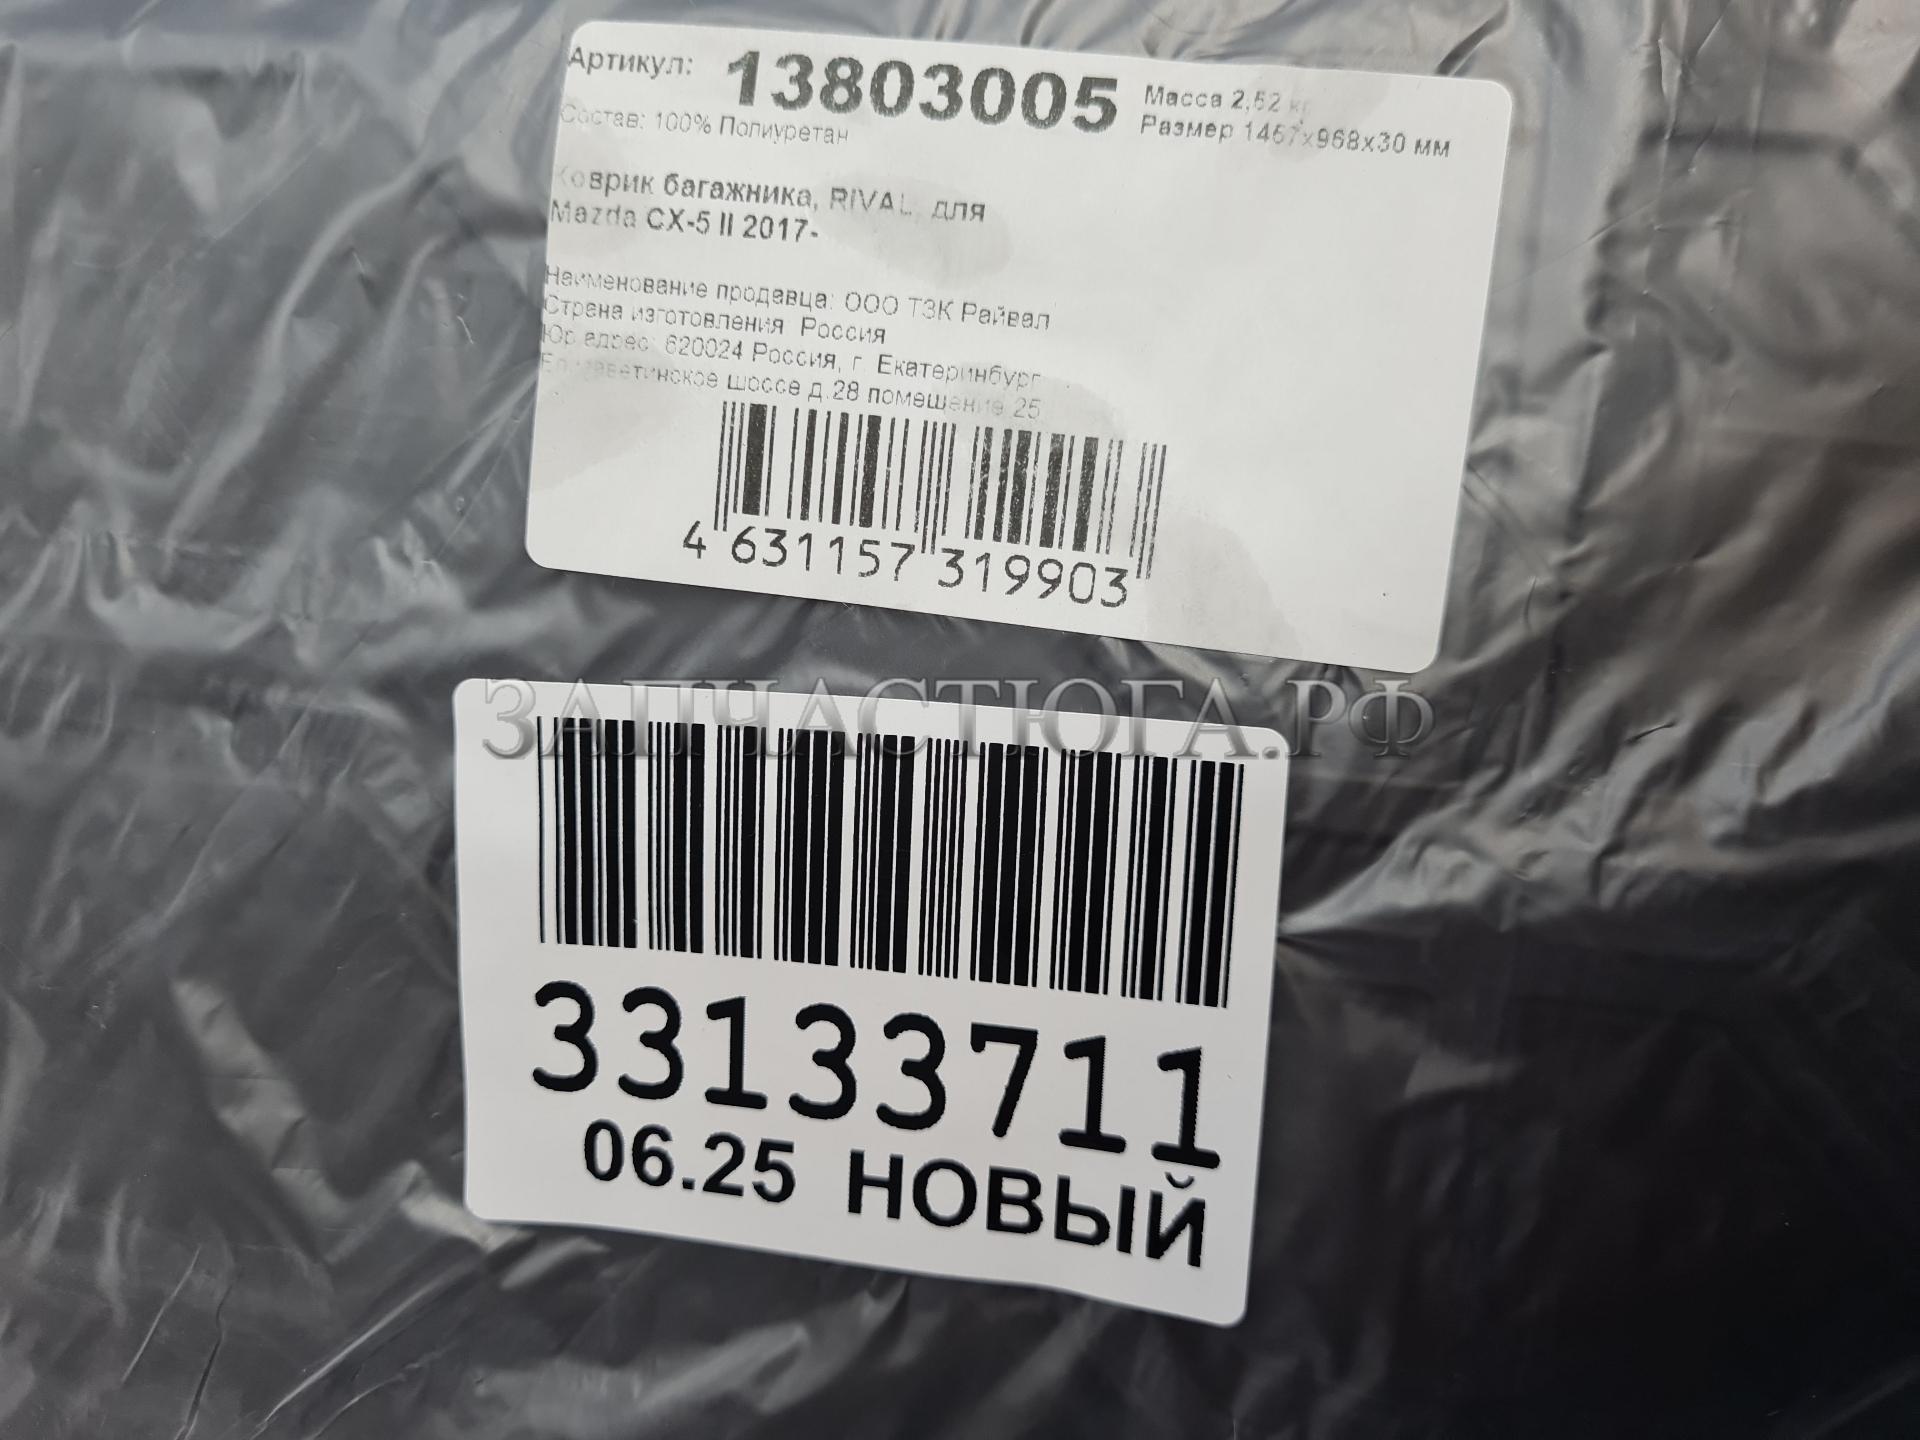 Артикул: 13803005
Масса 2,52 кг
Размер 1467x968x30 мм
Состав: 100% Полиуретан
Коврик багажника, RIVAL, для
Mazda CX-5 II 2017-
Наименование продавца: ООО ТЗК Райвал
Страна изготовления Россия
Юр адрес: 620024 Россия, г. Екатеринбург
Елизаветинское шоссе д.28 помещение 25
4 631157 319903
ЗАПЧАСТЮГА.РФ
33133711
06.25 НОВЫЙ